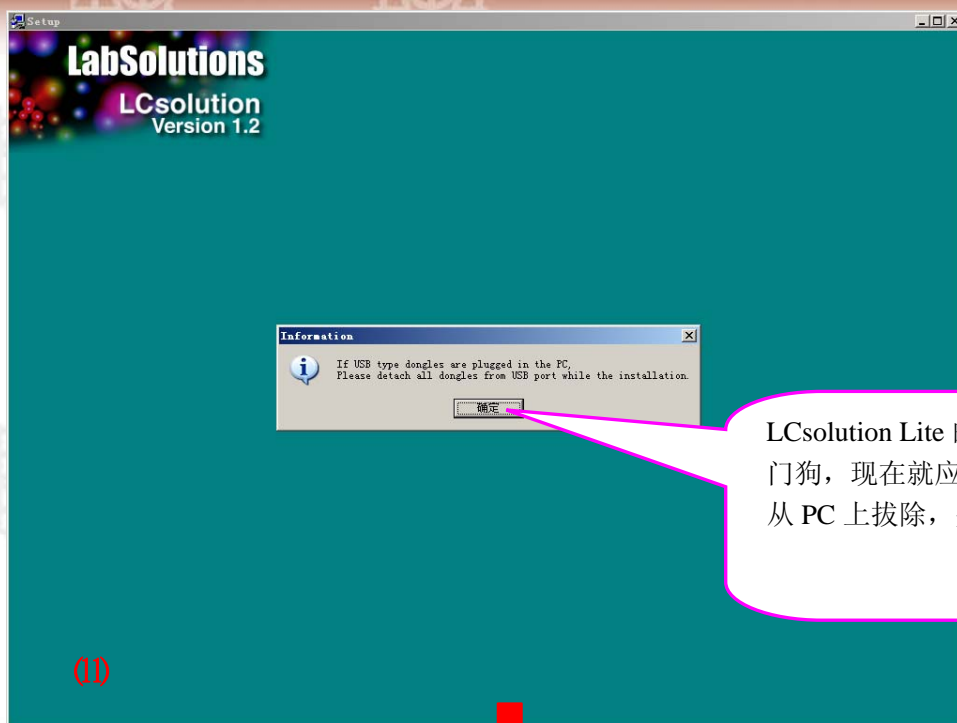 Setup
LabSolutions
LCsolution
Version 1.2
Information
If USB type dongles are plugged in the PC,
Please detach all dongles from USB port while the installation.
确定
LCsolution Lite
门狗，现在就应
从 PC 上拔除，
(11)